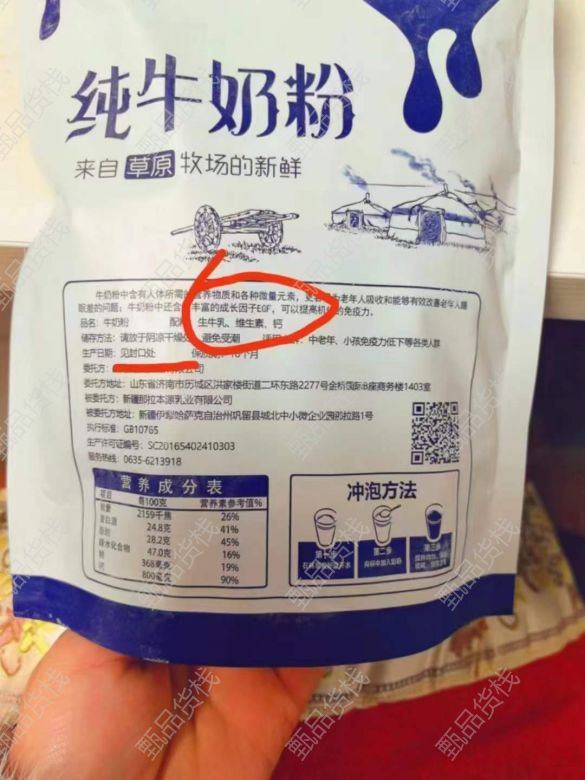 纯牛奶粉
来自草原牧场的新鲜
牛奶粉中含有人体所需的营养物质和各种微量元素，更 为老年人吸收和能够有效改善老年人睡
眠差的问题；牛奶粉中还含 丰富的成长因子EGF，可以提高机 的免疫力。
品名：牛奶粉 配 生牛乳、维生素、钙
储存方法：请放于阴凉干燥处 避免受潮 中老年、小孩免疫力低下等各类人群
生产日期：见封口处 保 个月
委托方： 有限公司
委托方地址：山东省济南市历城区洪家楼街道二环东路2277号金桥国际B座商务楼1403室
被委托方：新疆那拉本源乳业有限公司
被委托方地址：新疆伊犁哈萨克自治州巩留县城北中小微企业园那拉路1号
执行标准：GB10765
生产许可证编号：SC20165402410303
服务热线：0635-6213918
营养成分表
项目 每100克 营养素参考值%
能量 2159千焦 26%
蛋白质 24.8克 41%
脂肪 28.2克 45%
碳水化合物 47.0克 16%
钠 368毫克 19%
钙 800毫克 90%
冲泡方法
第一步 第二步 第三步
甄品货栈